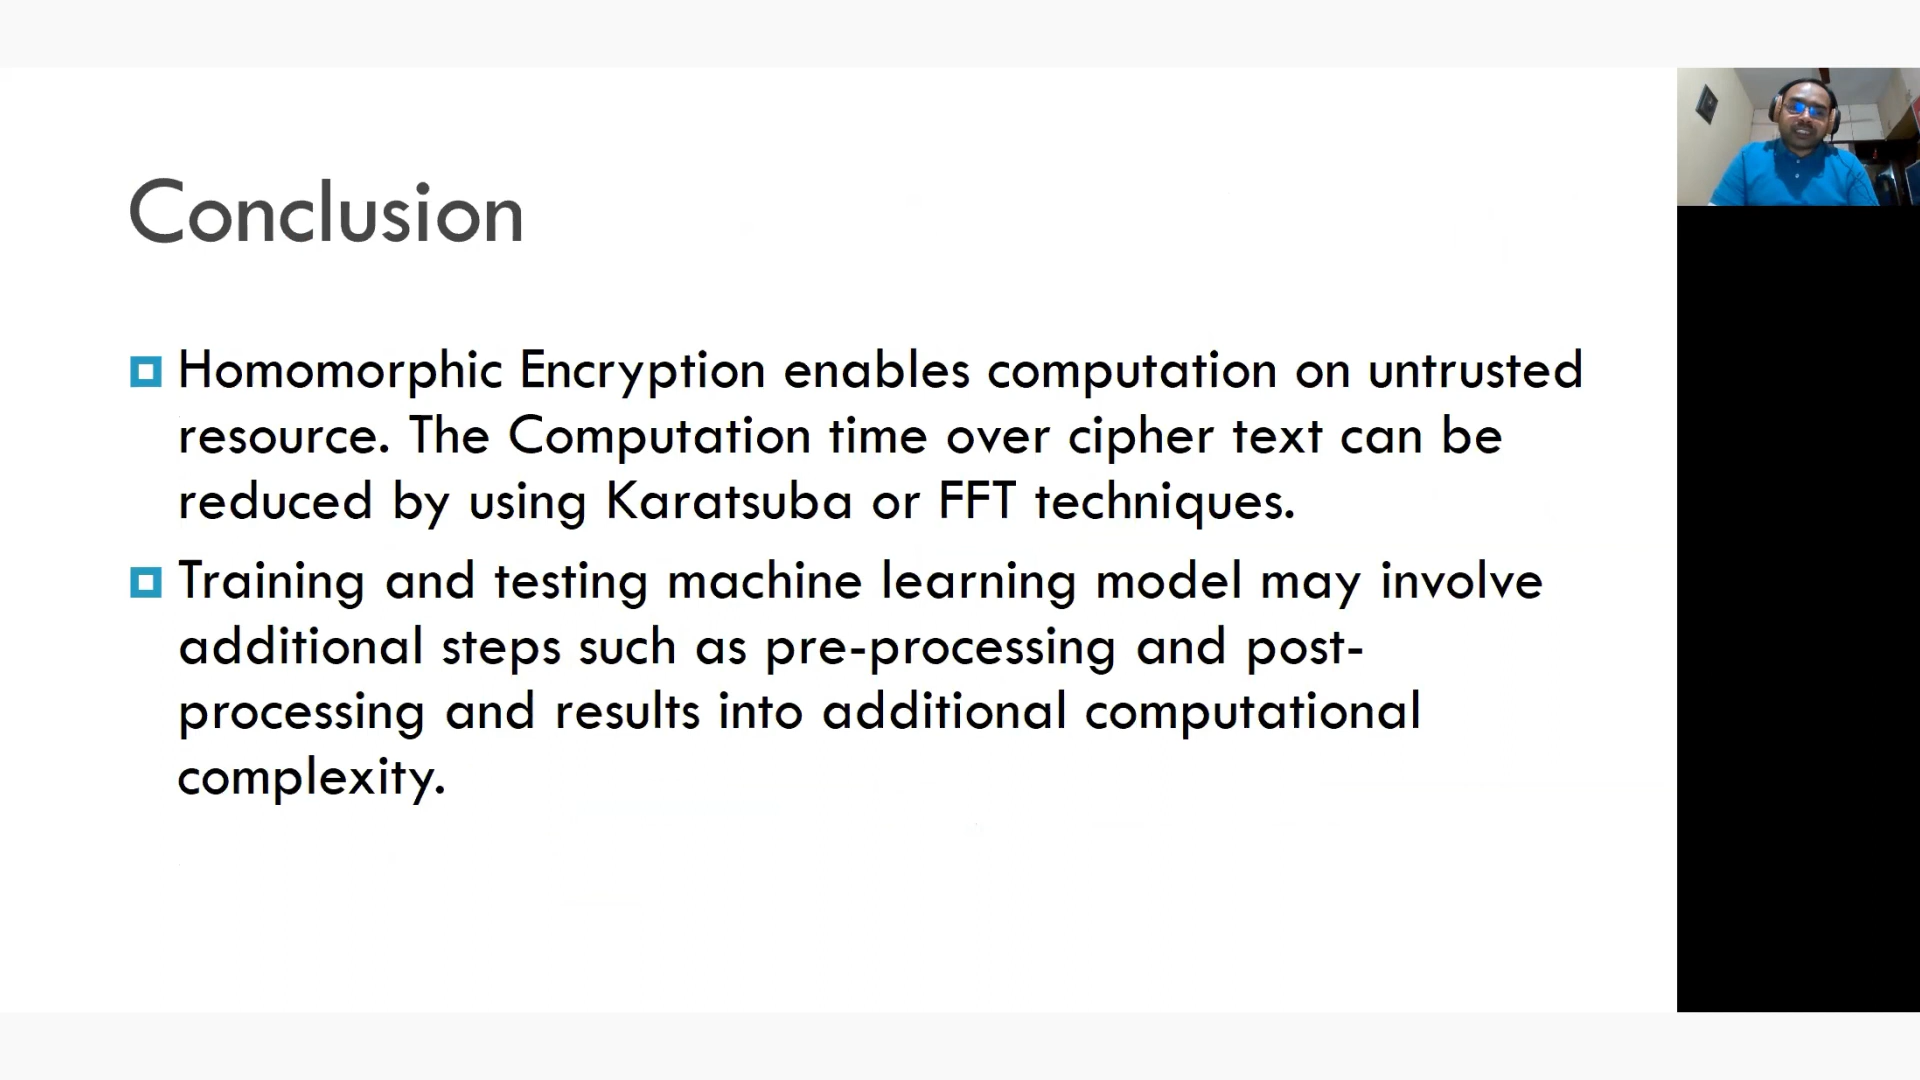 Conclusion
Homomorphic Encryption enables computation on untrusted
resource. The Computation time over cipher text can be
reduced by using Karatsuba or FFT techniques.
Training and testing machine learning model may involve
additional steps such as pre-processing and post-
processing and results into additional computational
complexity.